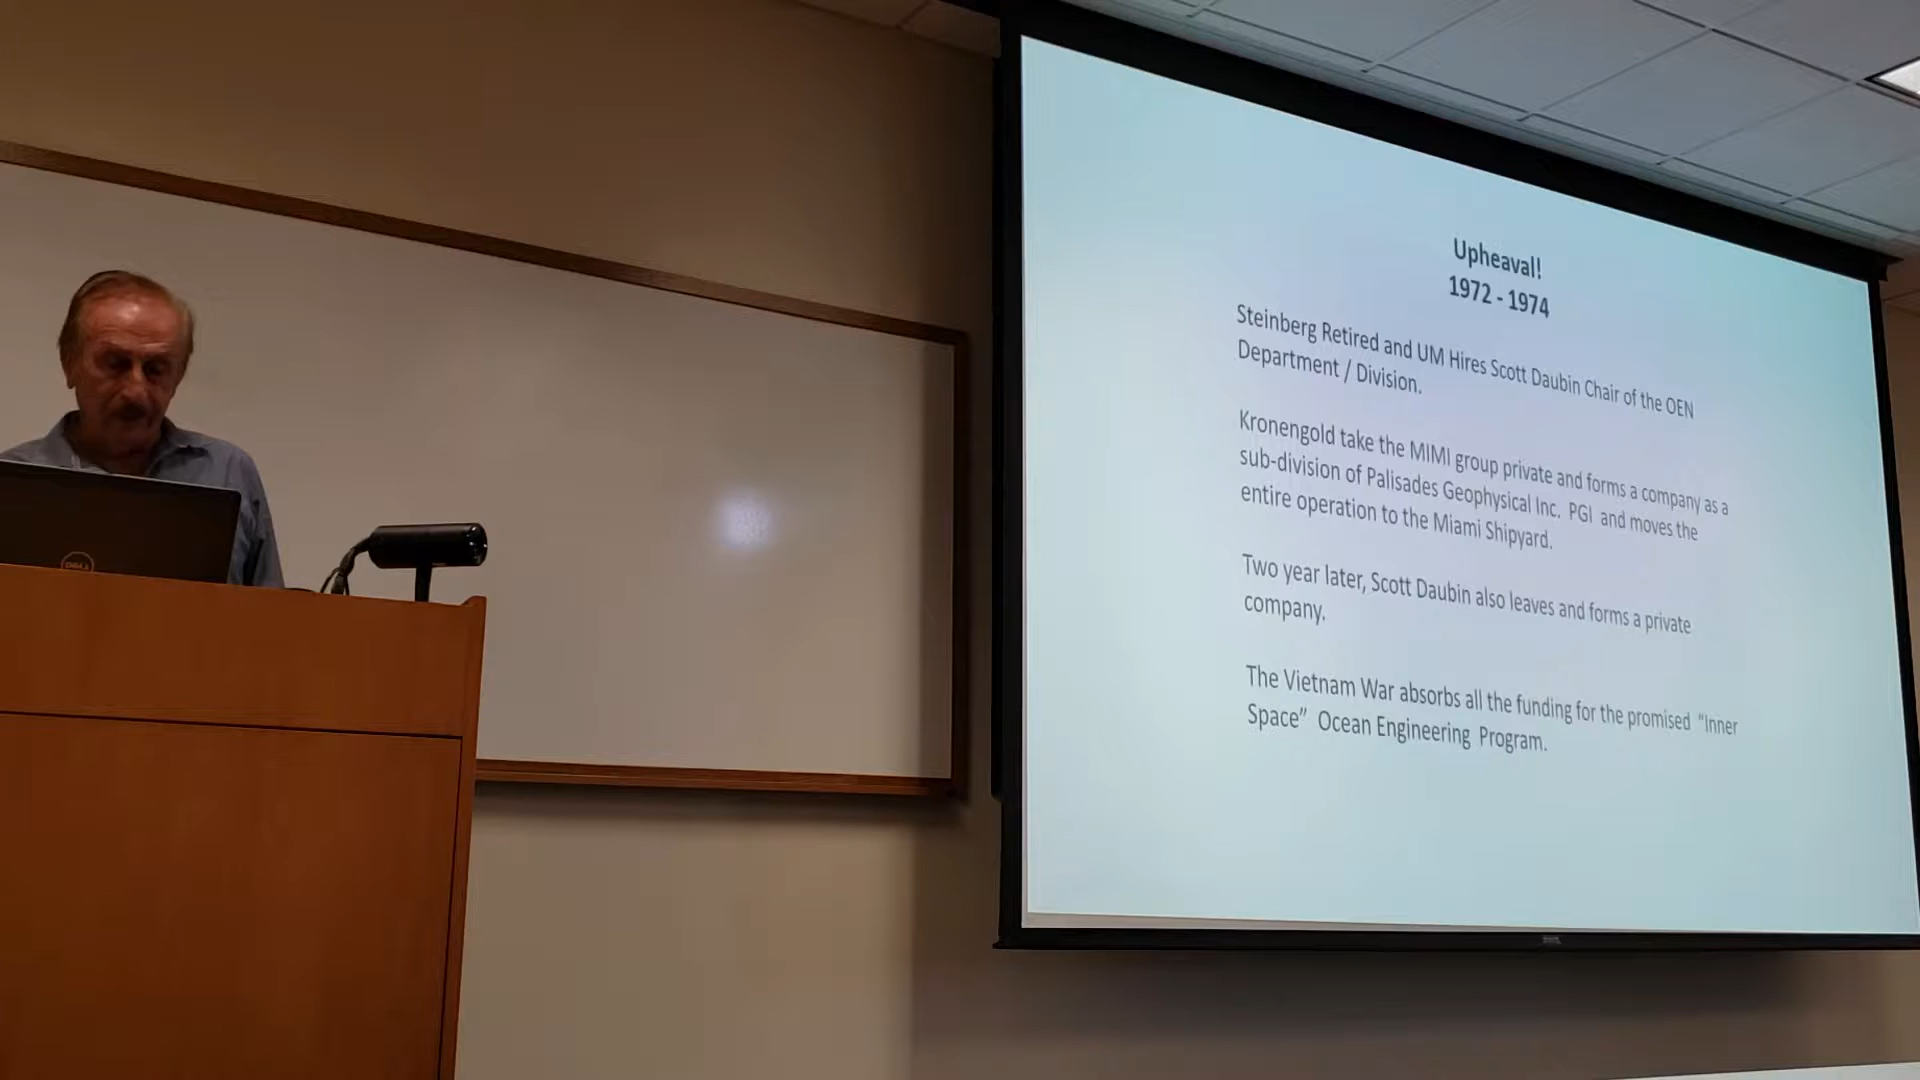 Upheaval!
1972 - 1974
Steinberg Retired and UM Hires Scott Daubin Chair of the OEN
Department / Division.
Kronengold take the MIMI group private and forms a company as a
sub-division of Palisades Geophysical Inc. PGI and moves the
entire operation to the Miami Shipyard.
Two year later, Scott Daubin also leaves and forms a private
company.
The Vietnam War absorbs all the funding for the promised "Inner
Space" Ocean Engineering Program.
DELL